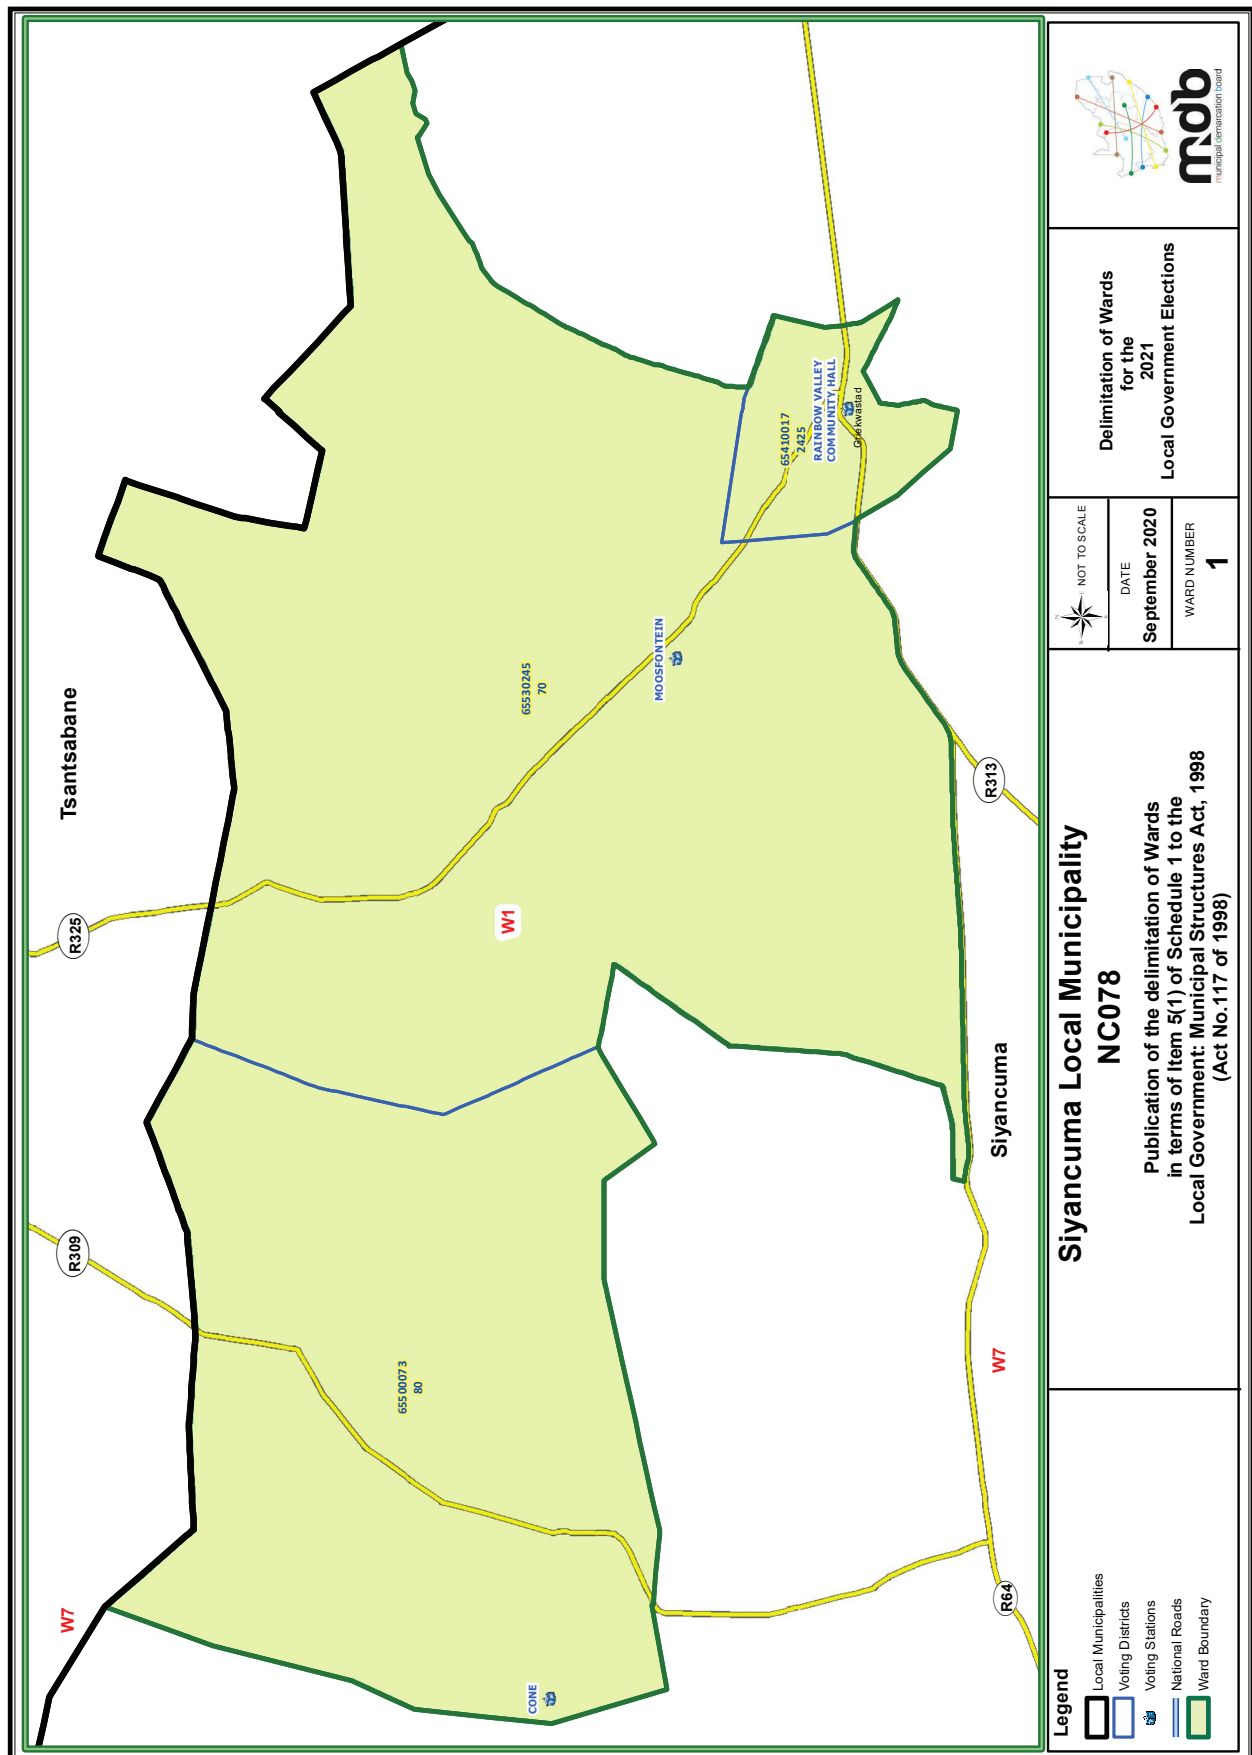 Tsantsabane
R309
R325
W7
W1
65500073
80
65530245
70
CONE
MOOSFONTEIN
65410017
2425
RAINBOW VALLEY
COMMUNITY HALL
Griekwastad
Siyancuma
W7
R64
R313
Legend
Local Municipalities
Voting Districts
Voting Stations
National Roads
Ward Boundary
Siyancuma Local Municipality
NC078
Publication of the delimitation of Wards
in terms of Item 5(1) of Schedule 1 to the
Local Government: Municipal Structures Act, 1998
(Act No.117 of 1998)
N
W E
S
NOT TO SCALE
DATE
September 2020
WARD NUMBER
1
Delimitation of Wards
for the
2021
Local Government Elections
mdb
municipal demarcation board